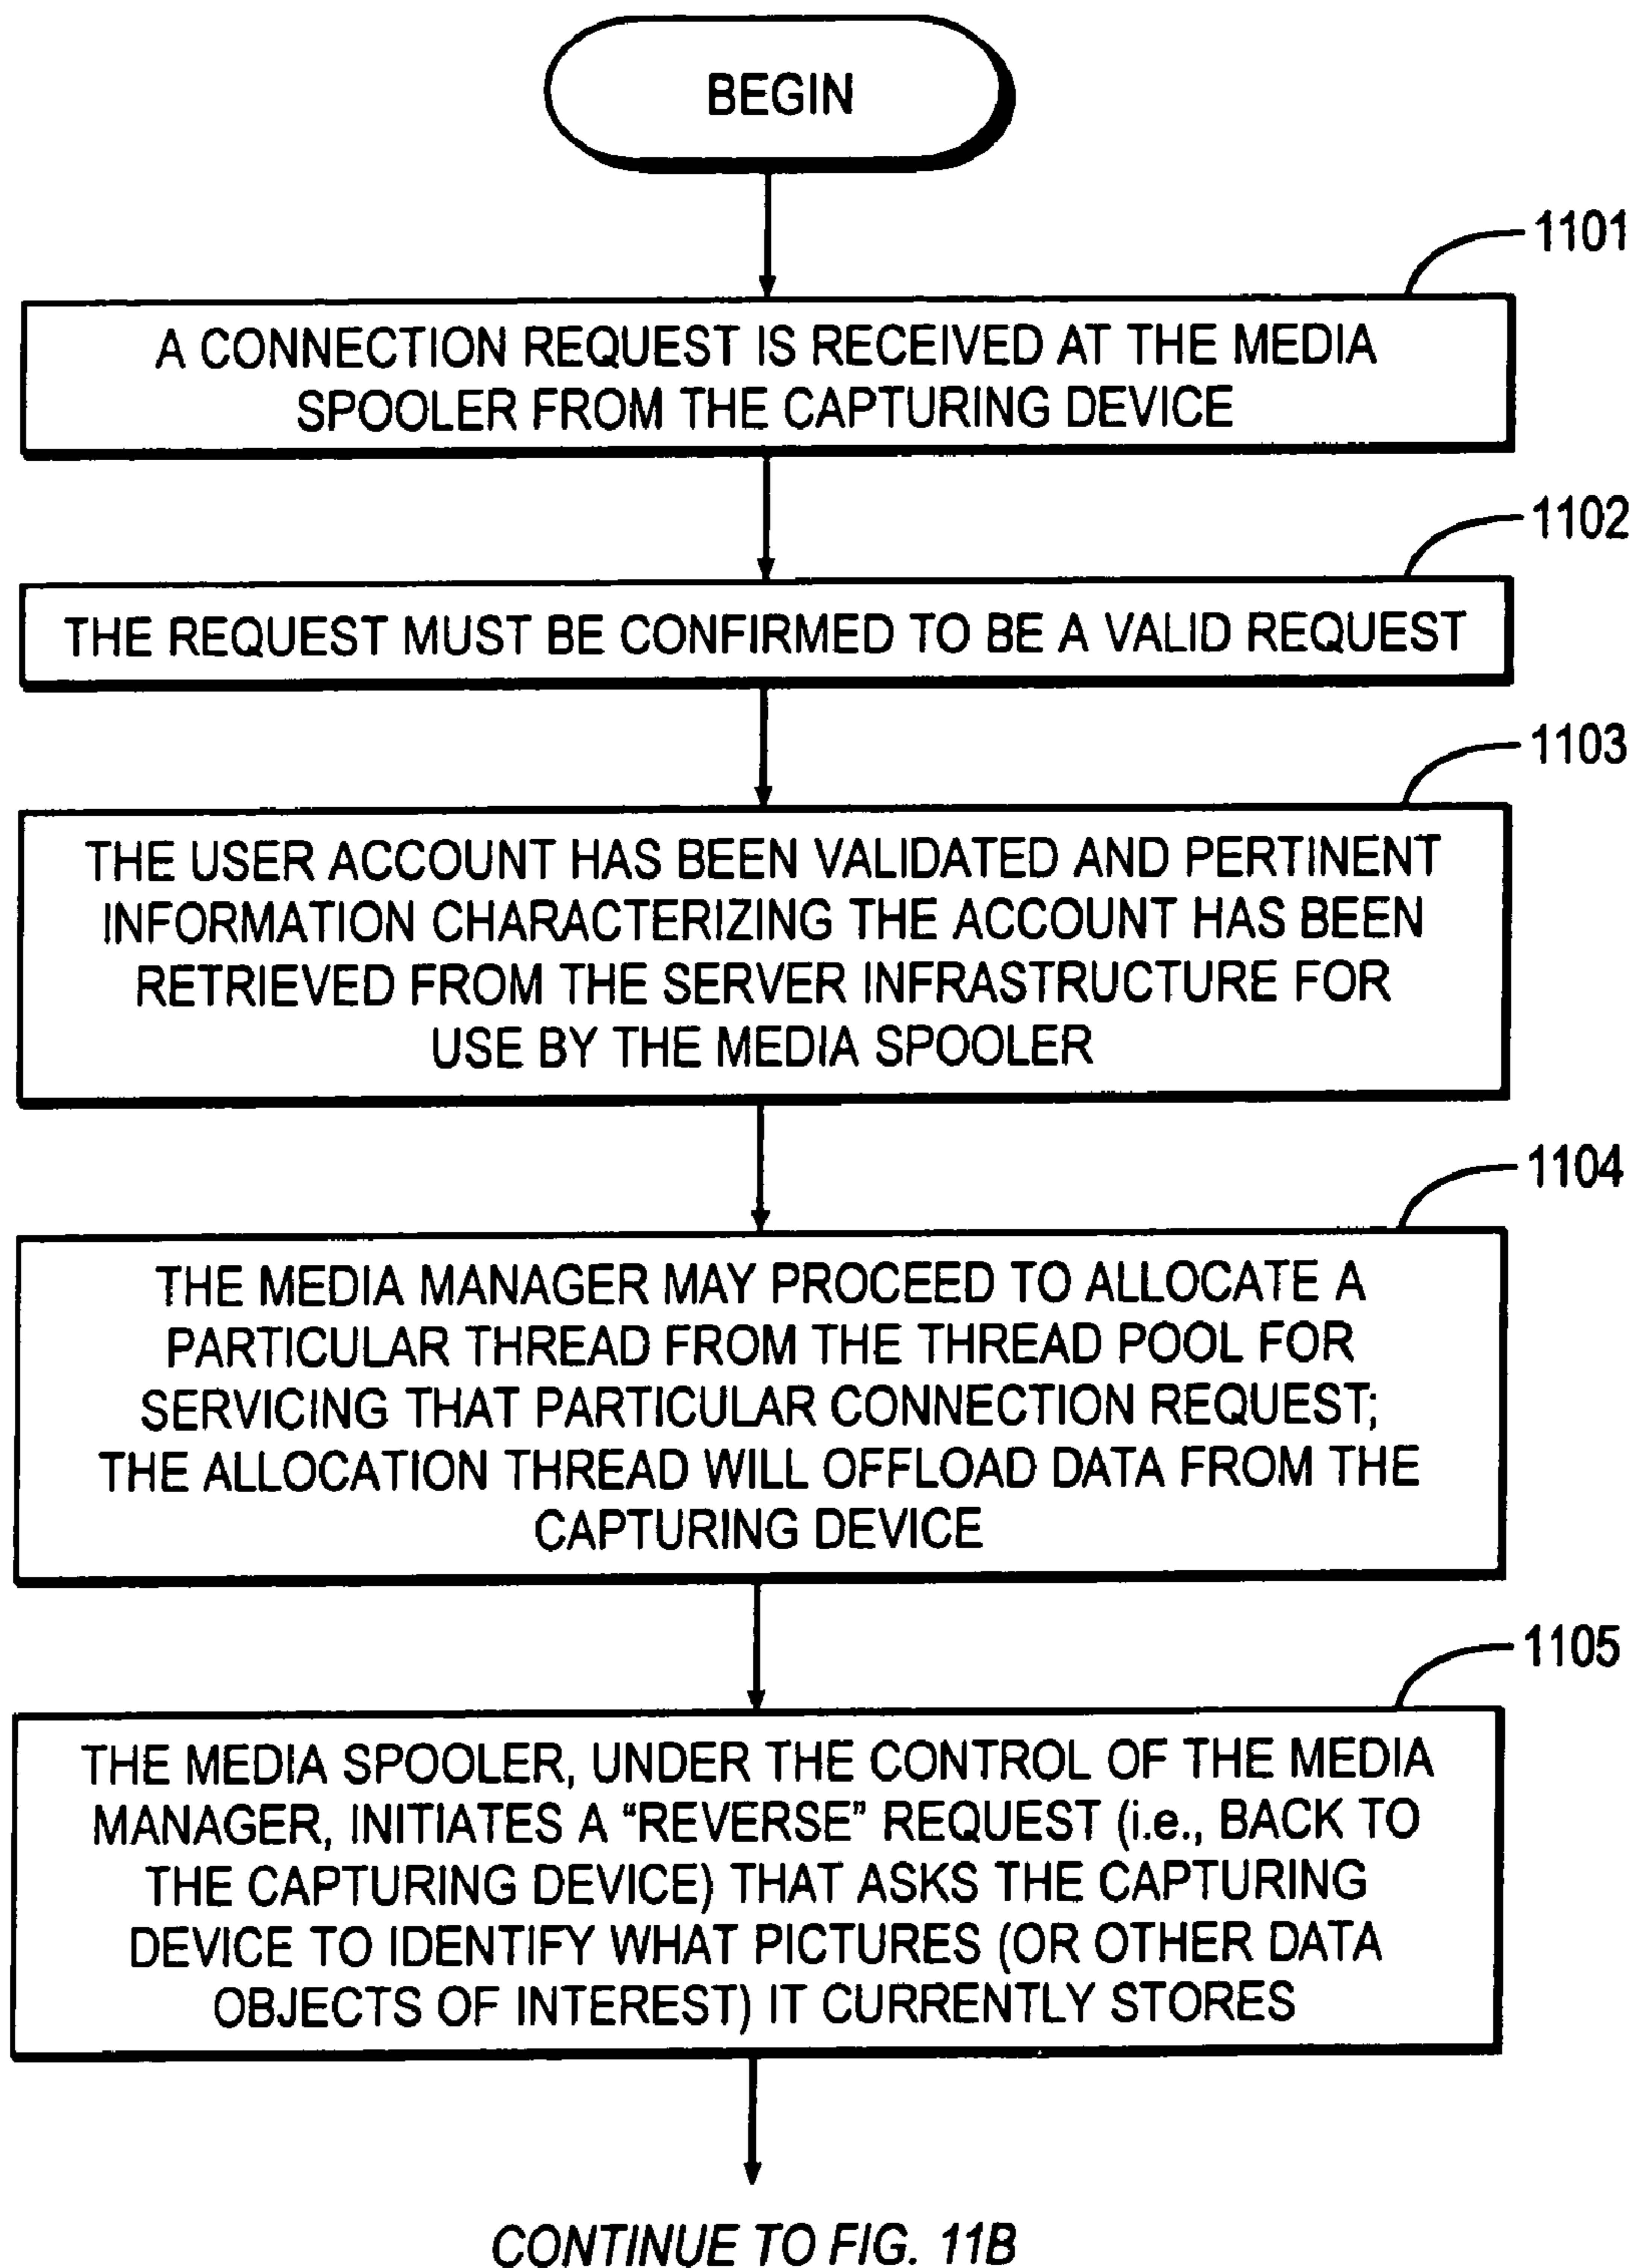 BEGIN
1101
A CONNECTION REQUEST IS RECEIVED AT THE MEDIA
SPOOLER FROM THE CAPTURING DEVICE
1102
THE REQUEST MUST BE CONFIRMED TO BE A VALID REQUEST
1103
THE USER ACCOUNT HAS BEEN VALIDATED AND PERTINENT
INFORMATION CHARACTERIZING THE ACCOUNT HAS BEEN
RETRIEVED FROM THE SERVER INFRASTRUCTURE FOR
USE BY THE MEDIA SPOOLER
1104
THE MEDIA MANAGER MAY PROCEED TO ALLOCATE A
PARTICULAR THREAD FROM THE THREAD POOL FOR
SERVICING THAT PARTICULAR CONNECTION REQUEST;
THE ALLOCATION THREAD WILL OFFLOAD DATA FROM THE
CAPTURING DEVICE
1105
THE MEDIA SPOOLER, UNDER THE CONTROL OF THE MEDIA
MANAGER, INITIATES A “REVERSE” REQUEST (i.e., BACK TO
THE CAPTURING DEVICE) THAT ASKS THE CAPTURING
DEVICE TO IDENTIFY WHAT PICTURES (OR OTHER DATA
OBJECTS OF INTEREST) IT CURRENTLY STORES
CONTINUE TO FIG. 11B